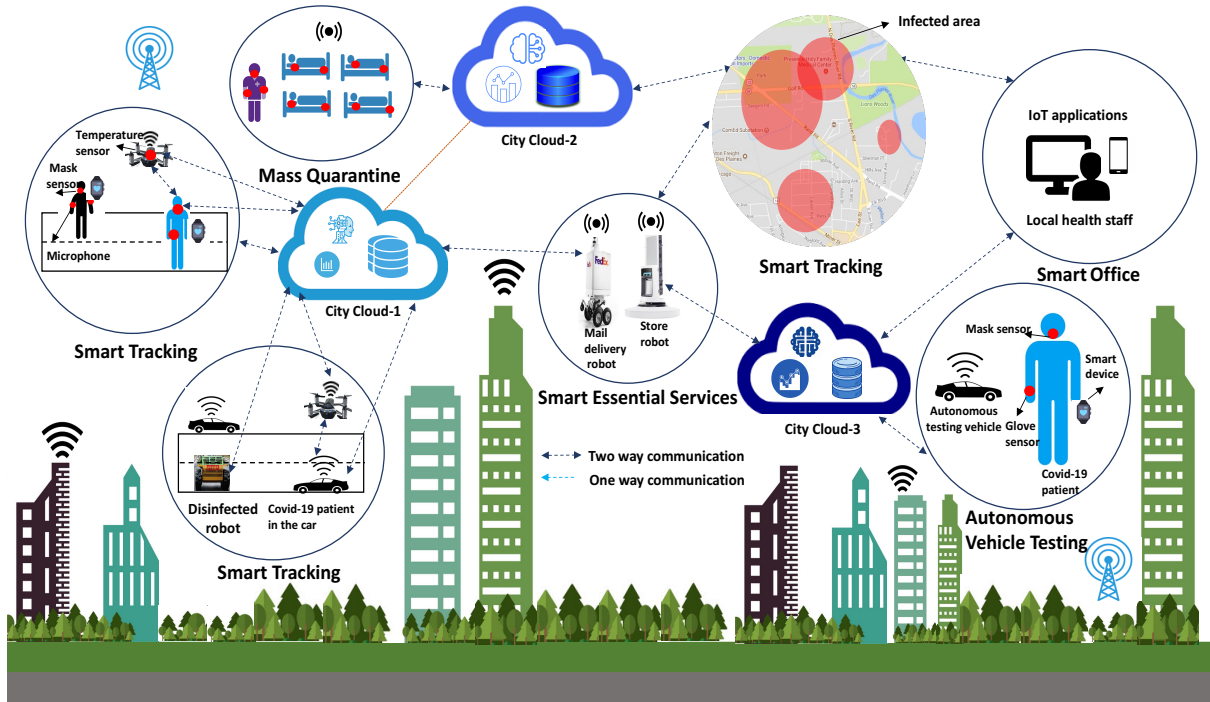 Infected area
City Cloud-2
Temperature
sensor
Mask
sensor
Microphone
Mass Quarantine
City Cloud-1
Smart Tracking
IoT applications
Local health staff
Smart Office
Smart Tracking
FedEx
Mail
delivery
robot
Store
robot
Smart Essential Services
City Cloud-3
Mask sensor
Smart
device
Autonomous
testing vehicle
Glove
sensor
Covid-19
patient
Autonomous
Vehicle Testing
Disinfected
robot
Covid-19 patient
in the car
Smart Tracking
Two way communication
One way communication